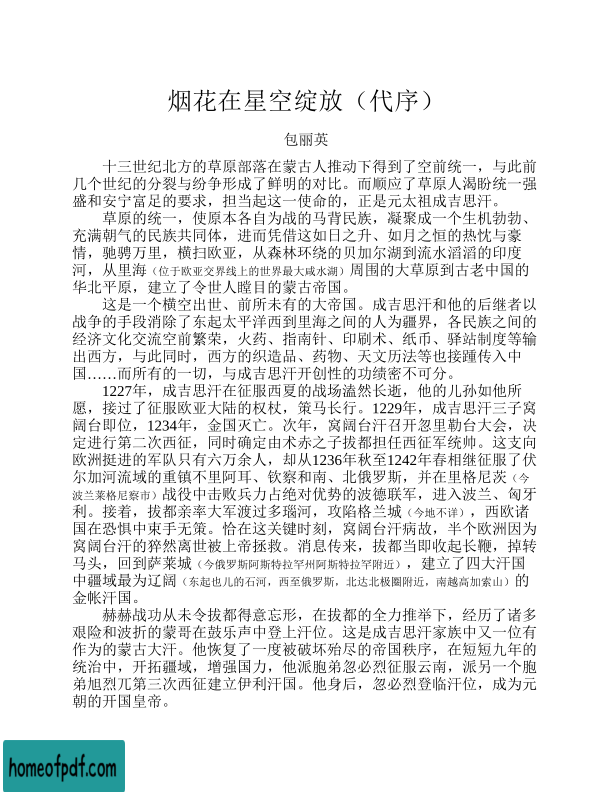 烟花在星空绽放（代序）
包丽英
十三世纪北方的草原部落在蒙古人推动下得到了空前统一，与此前
几个世纪的分裂与纷争形成了鲜明的对比。而顺应了草原人渴盼统一强
盛和安宁富足的要求，担当起这一使命的，正是元太祖成吉思汗。
草原的统一，使原本各自为战的马背民族，凝聚成一个生机勃勃、
充满朝气的民族共同体，进而凭借这如日之升、如月之恒的热忱与豪
情，驰骋万里，横扫欧亚，从森林环绕的贝加尔湖到流水滔滔的印度
河，从里海（位于欧亚交界线上的世界最大咸水湖）周围的大草原到古老中国的
华北平原，建立了令世人瞠目的蒙古帝国。
这是一个横空出世、前所未有的大帝国。成吉思汗和他的后继者以
战争的手段消除了东起太平洋西到里海之间的人为疆界，各民族之间的
经济文化交流空前繁荣，火药、指南针、印刷术、纸币、驿站制度等输
出西方，与此同时，西方的织造品、药物、天文历法等也接踵传入中
国……而所有的一切，与成吉思汗开创性的功绩密不可分。
1227年，成吉思汗在征服西夏的战场溘然长逝，他的儿孙如他所
愿，接过了征服欧亚大陆的权杖，策马长行。1229年，成吉思汗三子窝
阔台即位，1234年，金国灭亡。次年，窝阔台汗召开忽里勒台大会，决
定进行第二次西征，同时确定由术赤之子拔都担任西征军统帅。这支向
欧洲挺进的军队只有六万余人，却从1236年秋至1242年春相继征服了伏
尔加河流域的重镇不里阿耳、钦察和南、北俄罗斯，并在里格尼茨（今
波兰莱格尼察市）战役中击败兵力占绝对优势的波德联军，进入波兰、匈牙
利。接着，拔都亲率大军渡过多瑙河，攻陷格兰城（今地不详），西欧诸
国在恐惧中束手无策。恰在这关键时刻，窝阔台汗病故，半个欧洲因为
窝阔台汗的猝然离世被上帝拯救。消息传来，拔都当即收起长鞭，掉转
马头，回到萨莱城（今俄罗斯阿斯特拉罕州阿斯特拉罕附近），建立了四大汗国
中疆域最为辽阔（东起也儿的石河，西至俄罗斯，北达北极圈附近，南越高加索山）的
金帐汗国。
赫赫战功从未令拔都得意忘形，在拔都的全力推举下，经历了诸多
艰险和波折的蒙哥在鼓乐声中登上汗位。这是成吉思汗家族中又一位有
作为的蒙古大汗。他恢复了一度被破坏殆尽的帝国秩序，在短短九年的
统治中，开拓疆域，增强国力，他派胞弟忽必烈征服云南，派另一个胞
弟旭烈兀第三次西征建立伊利汗国。他身后，忽必烈登临汗位，成为元
朝的开国皇帝。
homeofpdf.com